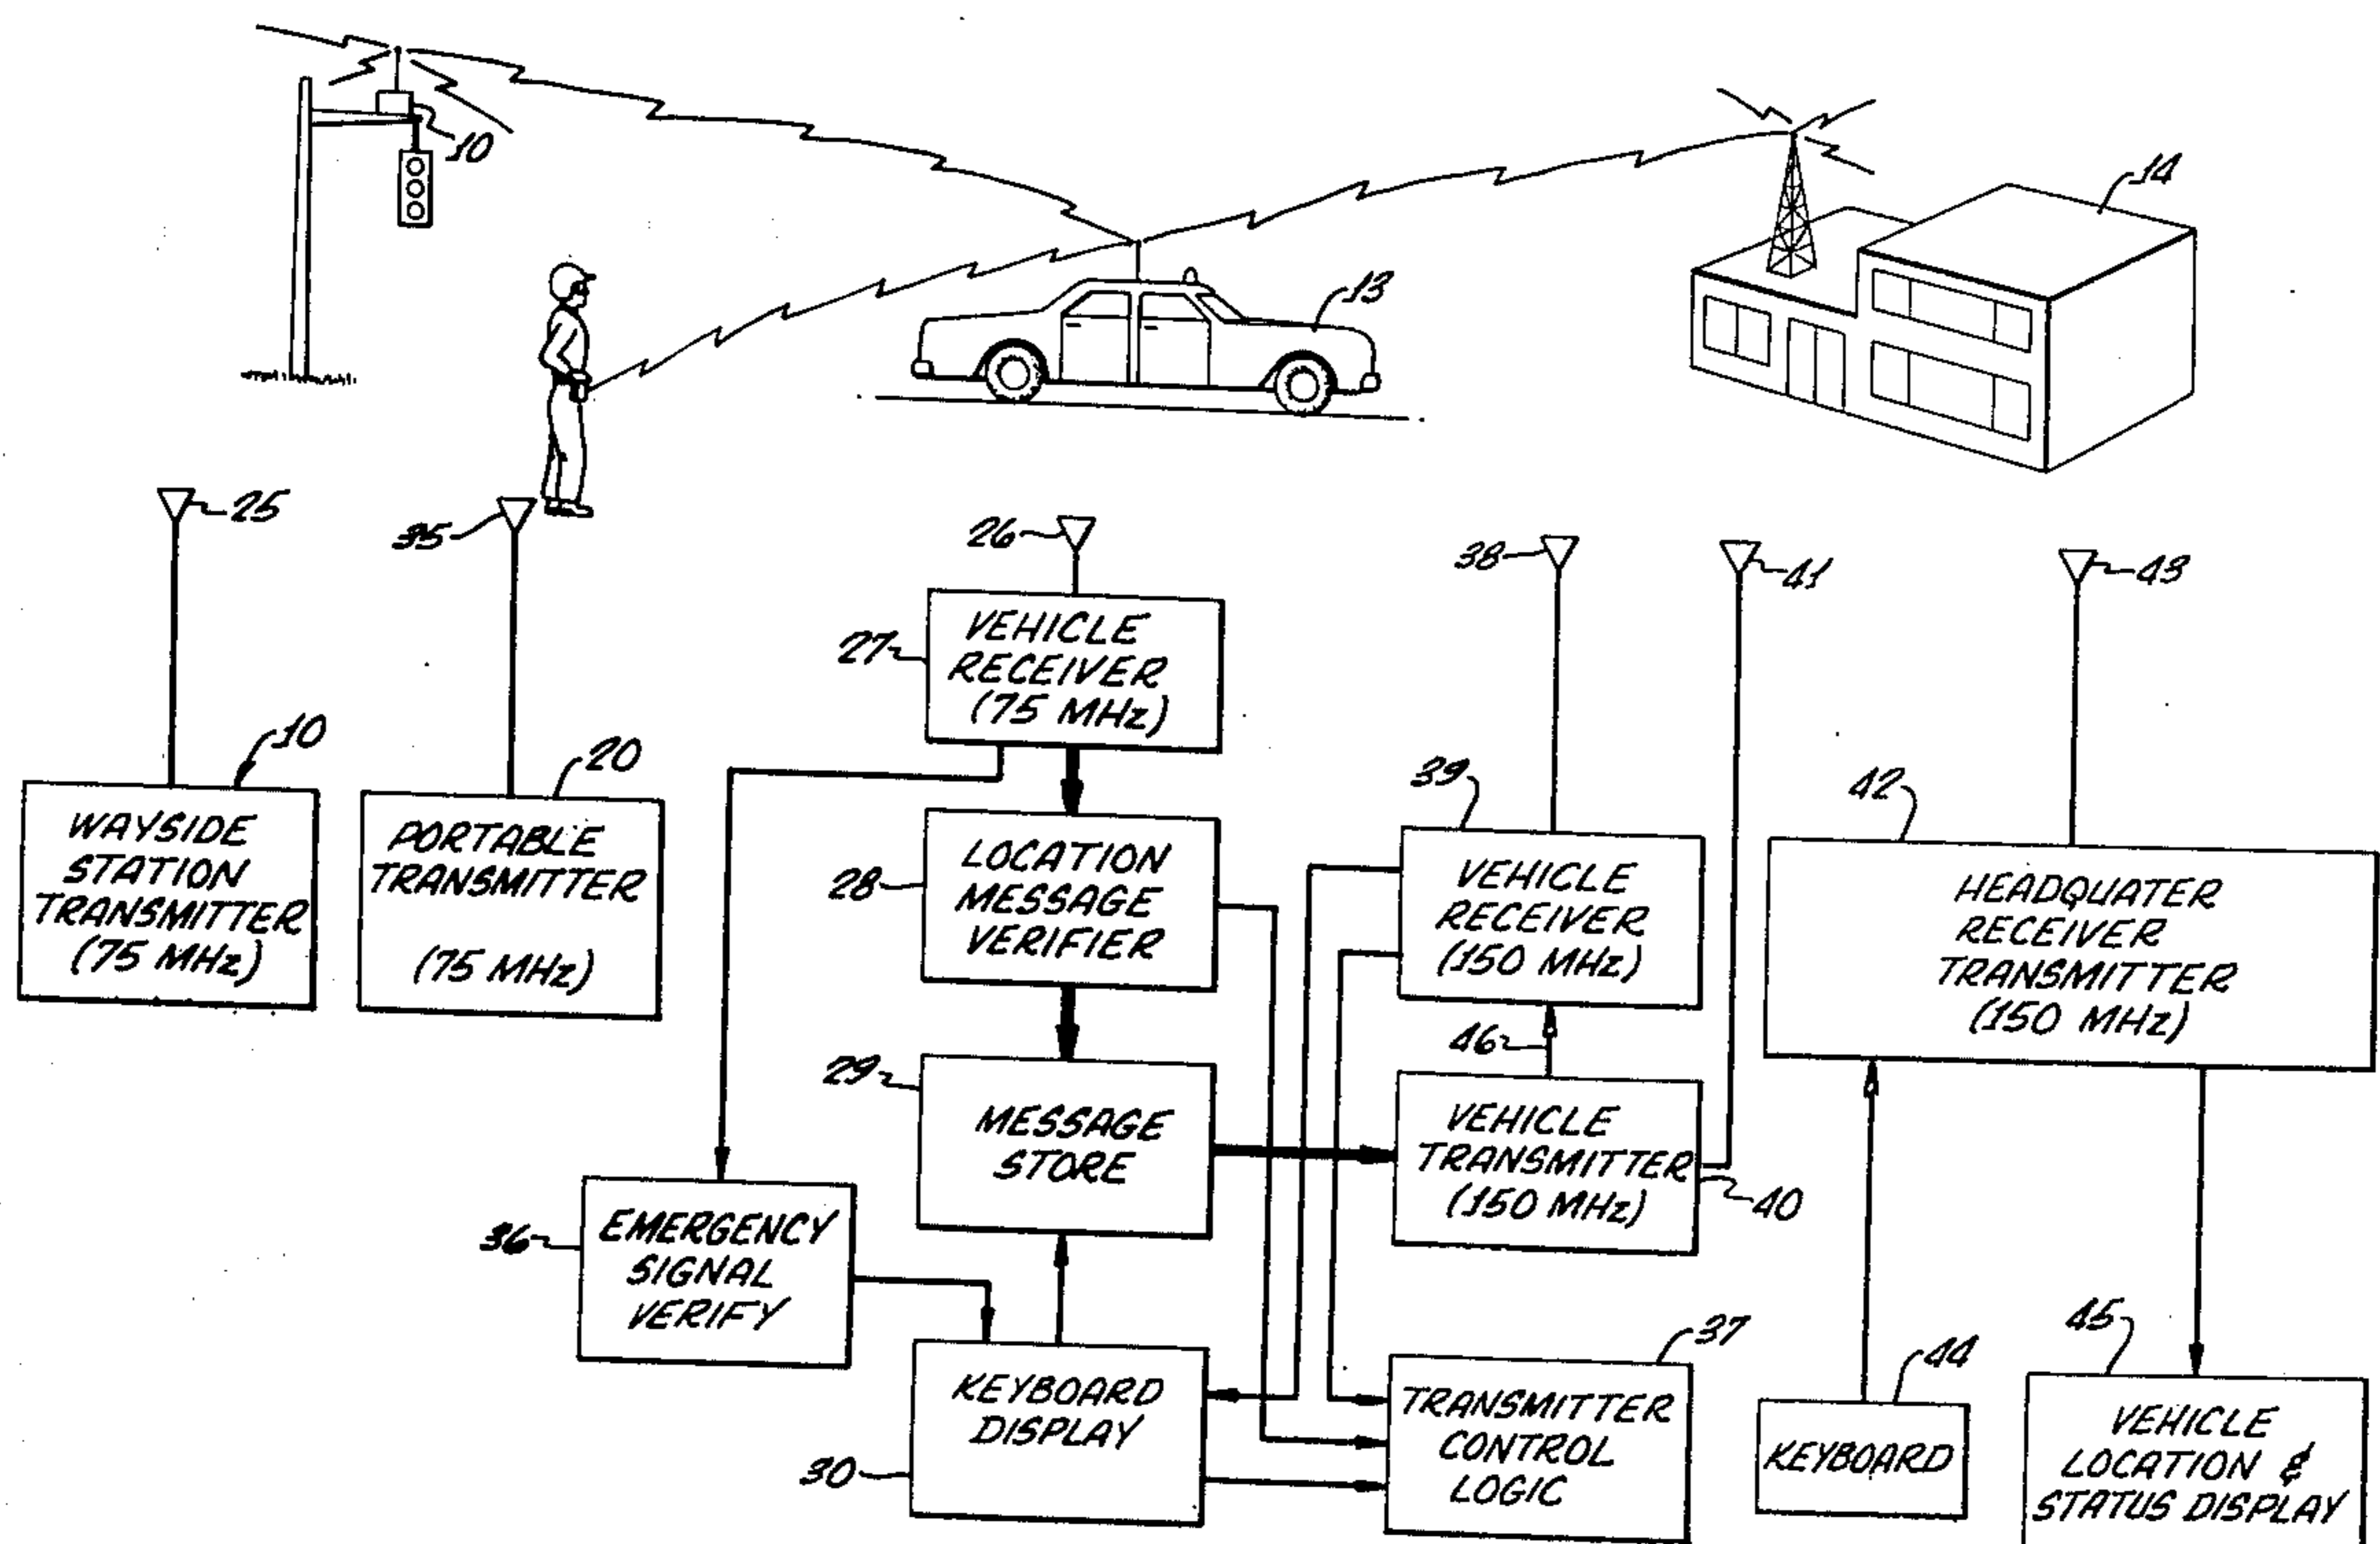 10
14
13
25
35
26
38
41
43
27
VEHICLE
RECEIVER
(75 MHz)
10
20
39
42
WAYSIDE
STATION
TRANSMITTER
(75 MHz)
PORTABLE
TRANSMITTER
(75 MHz)
28
LOCATION
MESSAGE
VERIFIER
VEHICLE
RECEIVER
(150 MHz)
HEADQUATER
RECEIVER
TRANSMITTER
(150 MHz)
46
29
MESSAGE
STORE
VEHICLE
TRANSMITTER
(150 MHz)
40
36
EMERGENCY
SIGNAL
VERIFY
37
44
45
30
KEYBOARD
DISPLAY
TRANSMITTER
CONTROL
LOGIC
KEYBOARD
VEHICLE
LOCATION &
STATUS DISPLAY